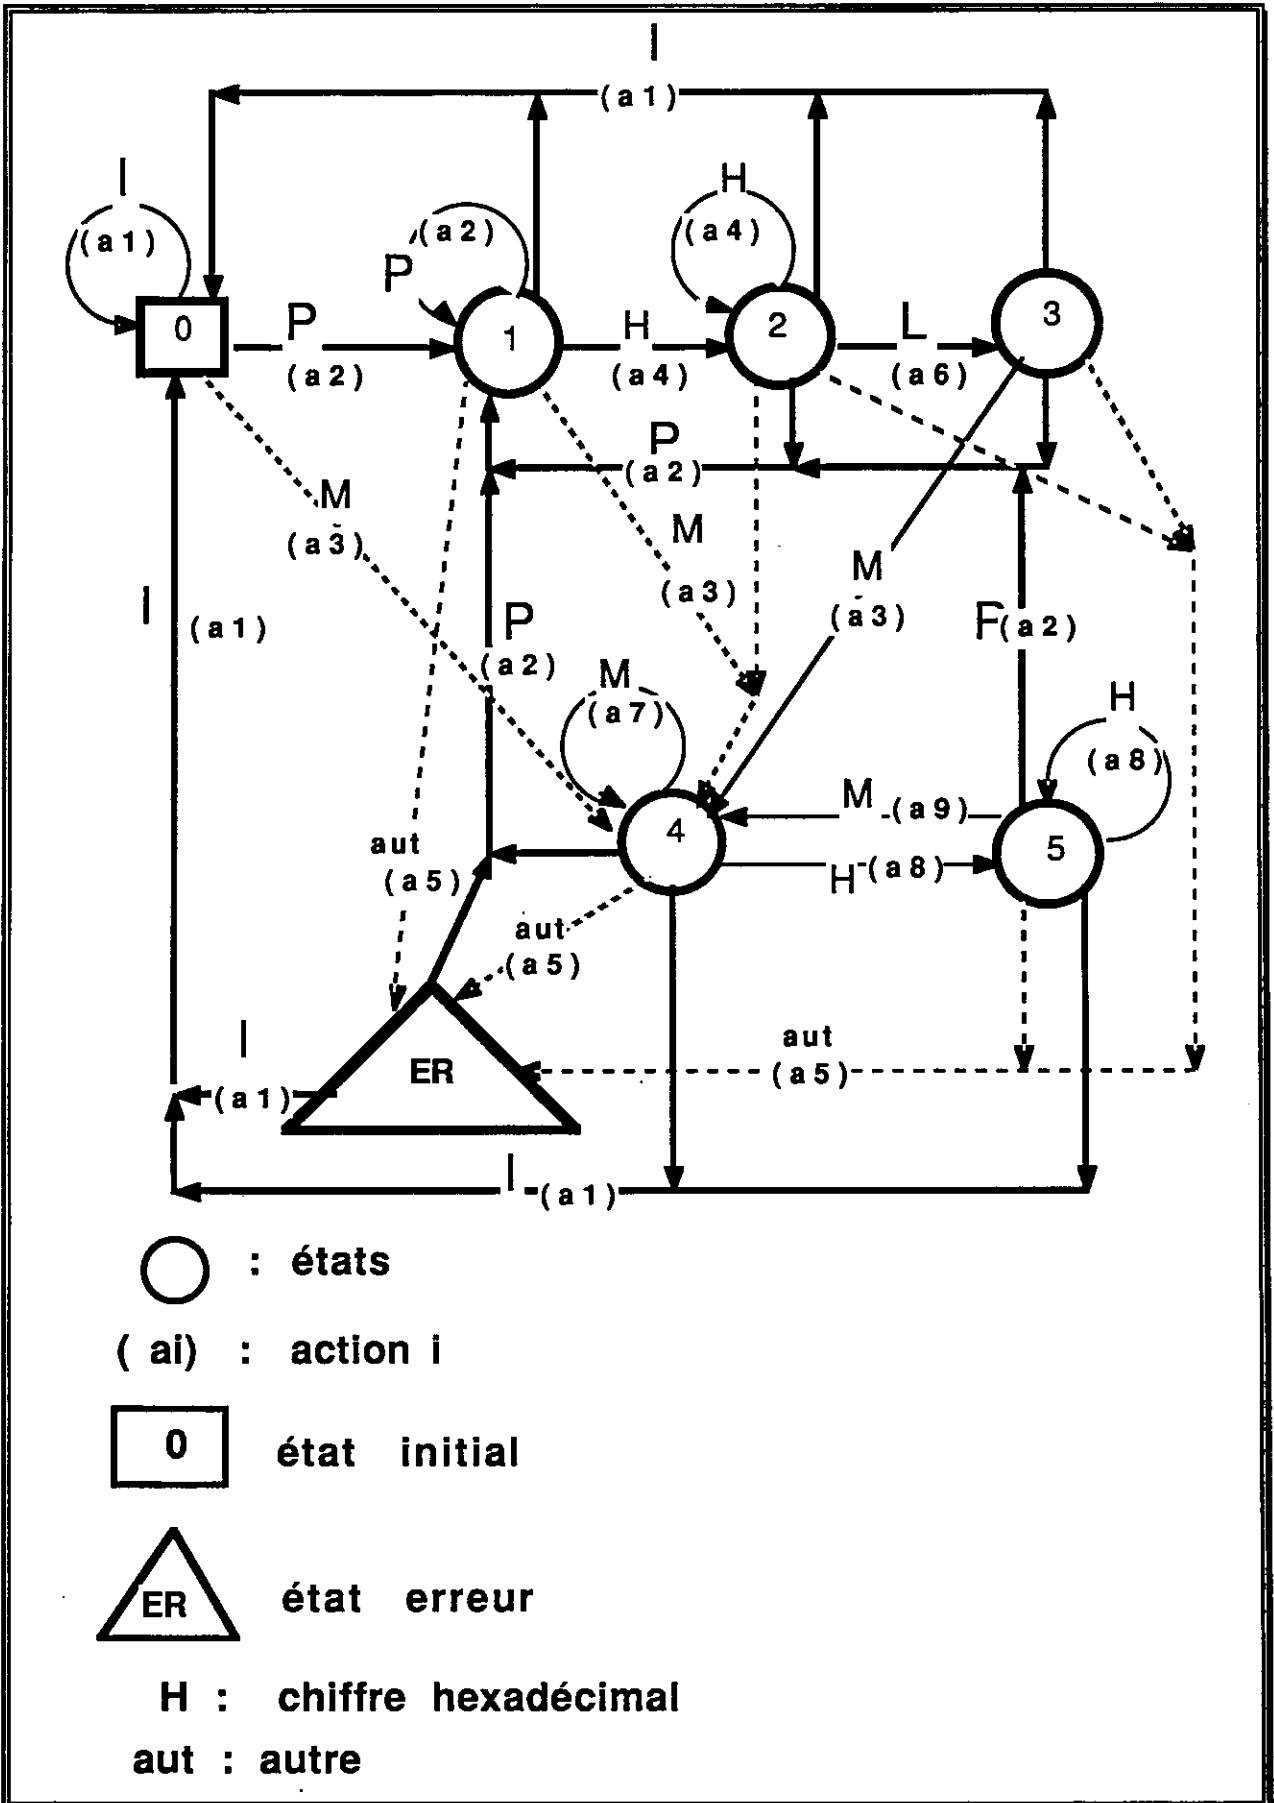 I
(a1)
I
(a1)
P
(a2)
H
(a4)
0
P
(a2)
1
H
(a4)
2
L
(a6)
3
P
(a2)
M
(a3)
M
(a3)
M
(a3)
I
(a1)
P
(a2)
F(a2)
M
(a7)
H
(a8)
M (a9)
4
5
H (a8)
aut
(a5)
aut
(a5)
aut
(a5)
ER
I
(a1)
I (a1)
: états
(ai) : action i
0 état initial
ER état erreur
H : chiffre hexadécimal
aut : autre